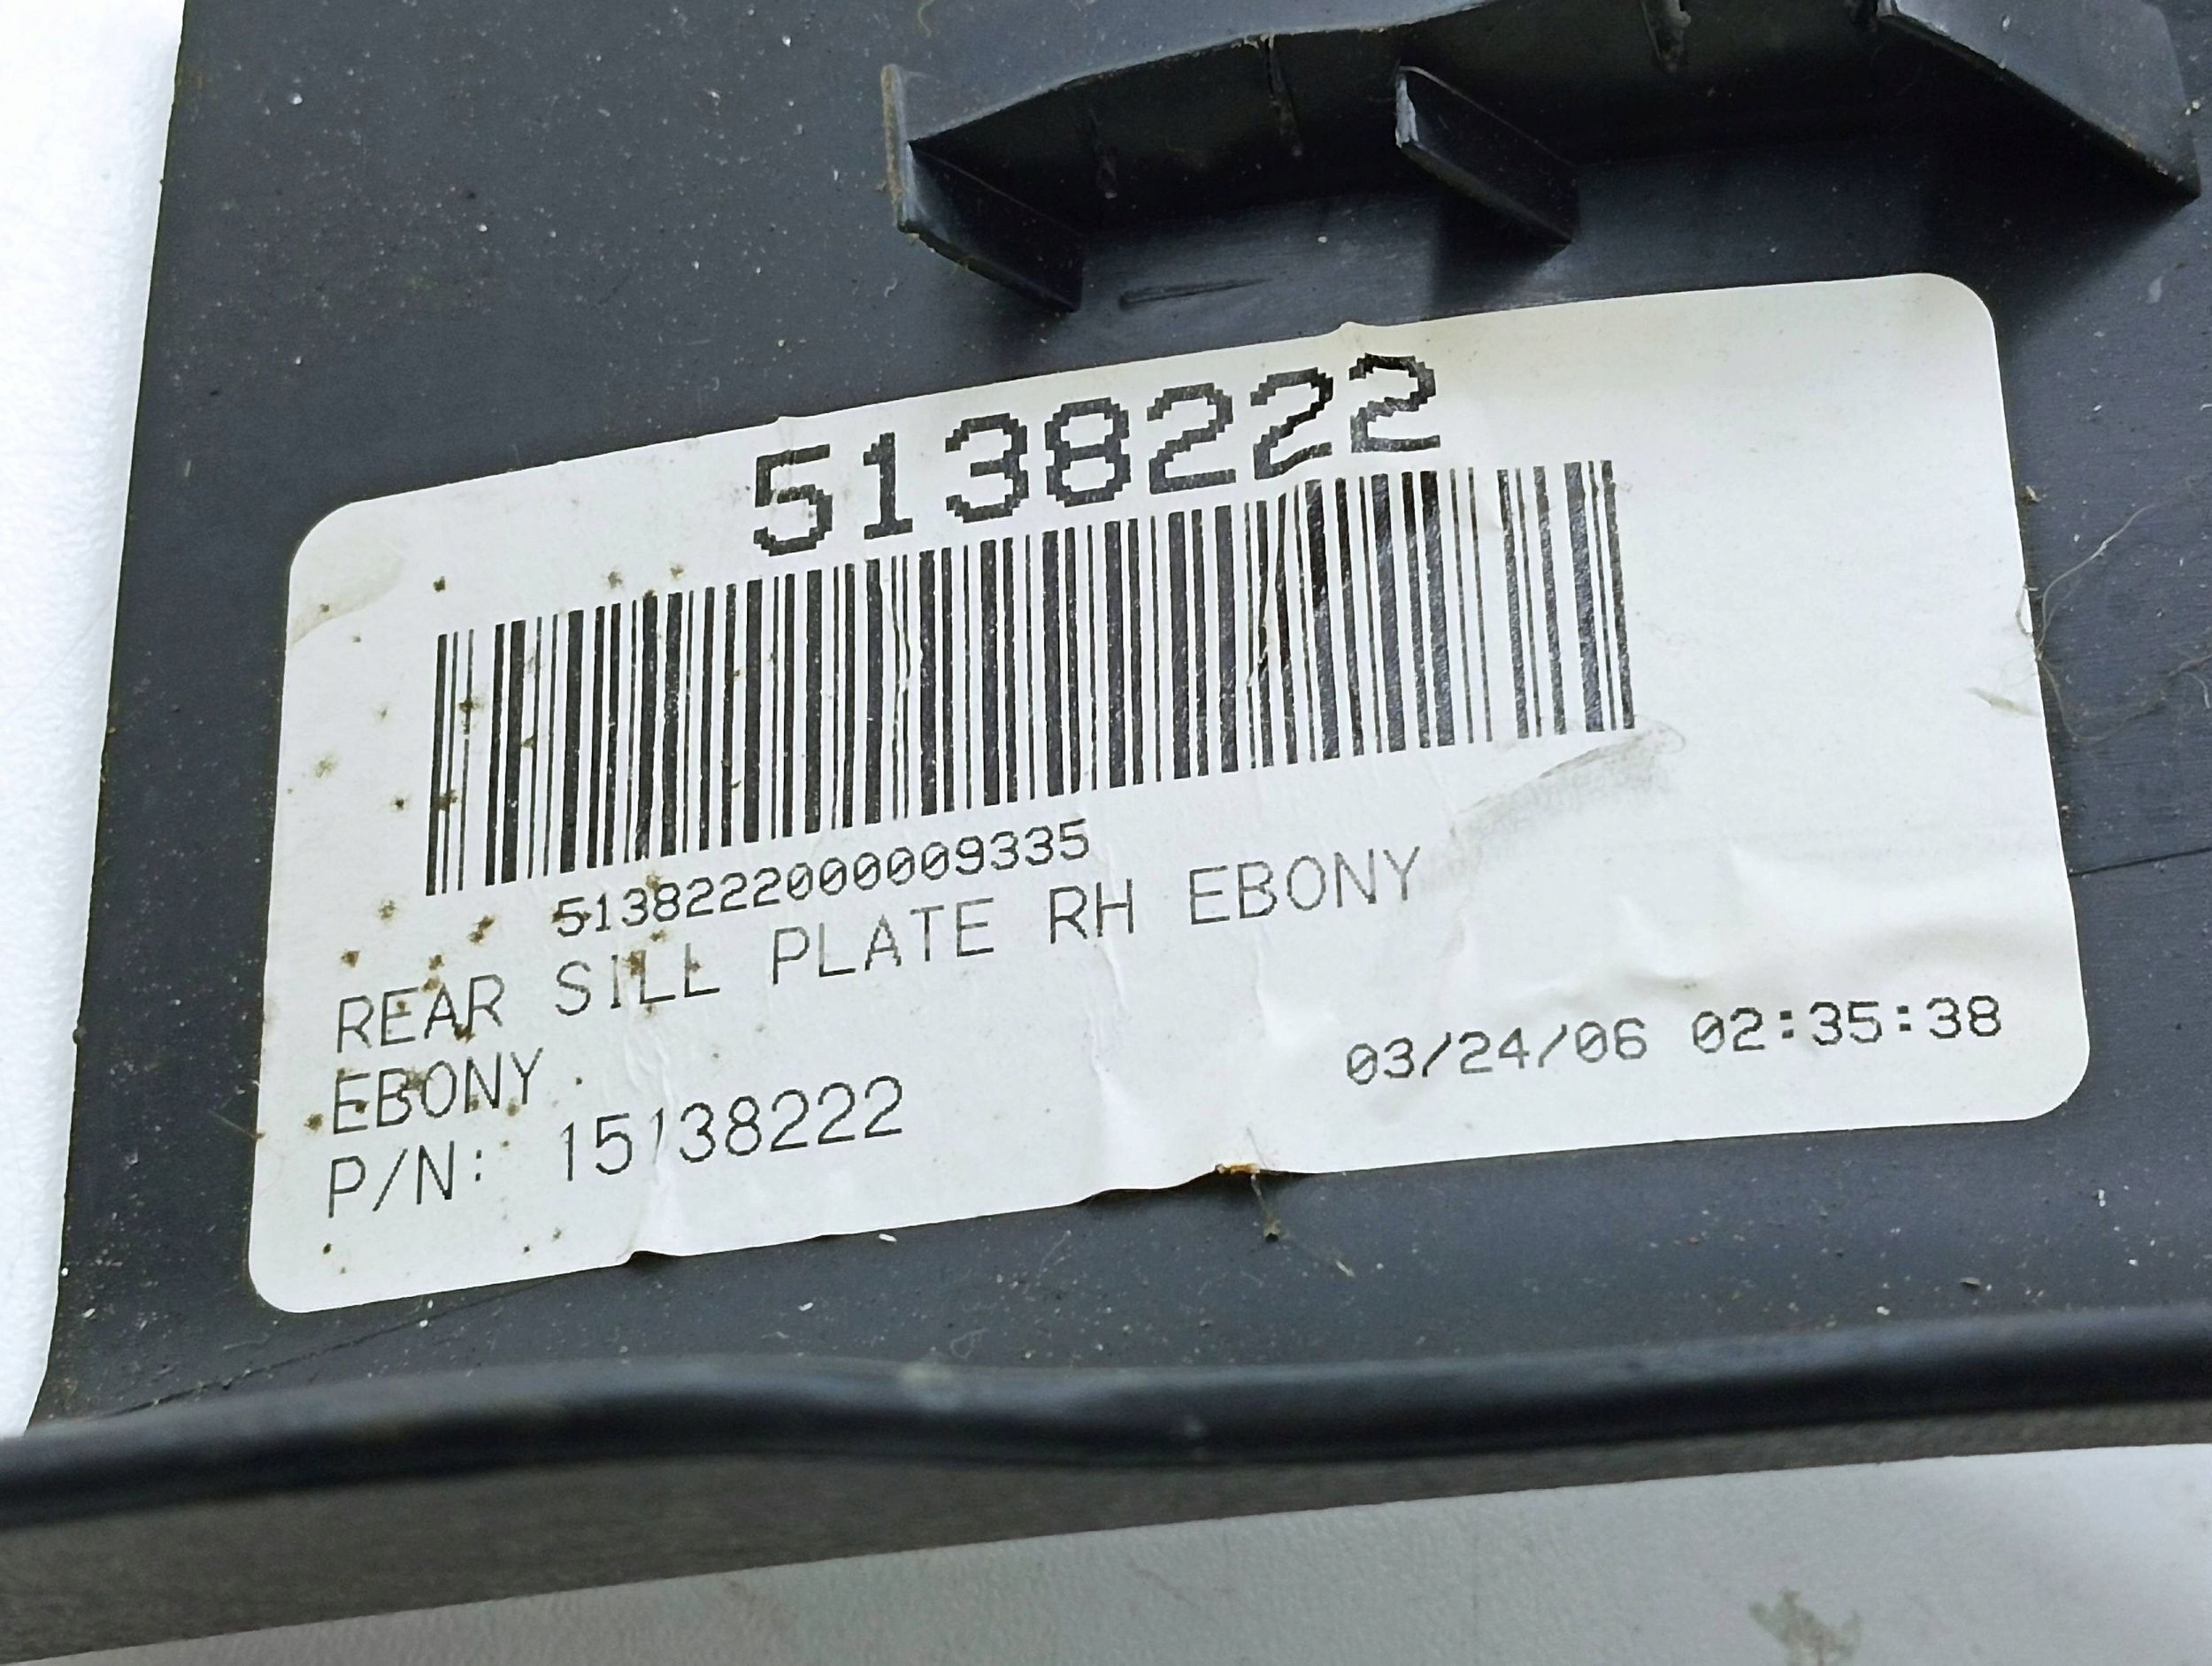 5138222
5138222000009335
REAR SILL PLATE RH EBONY
EBONY
P/N: 15138222
03/24/06 02:35:38